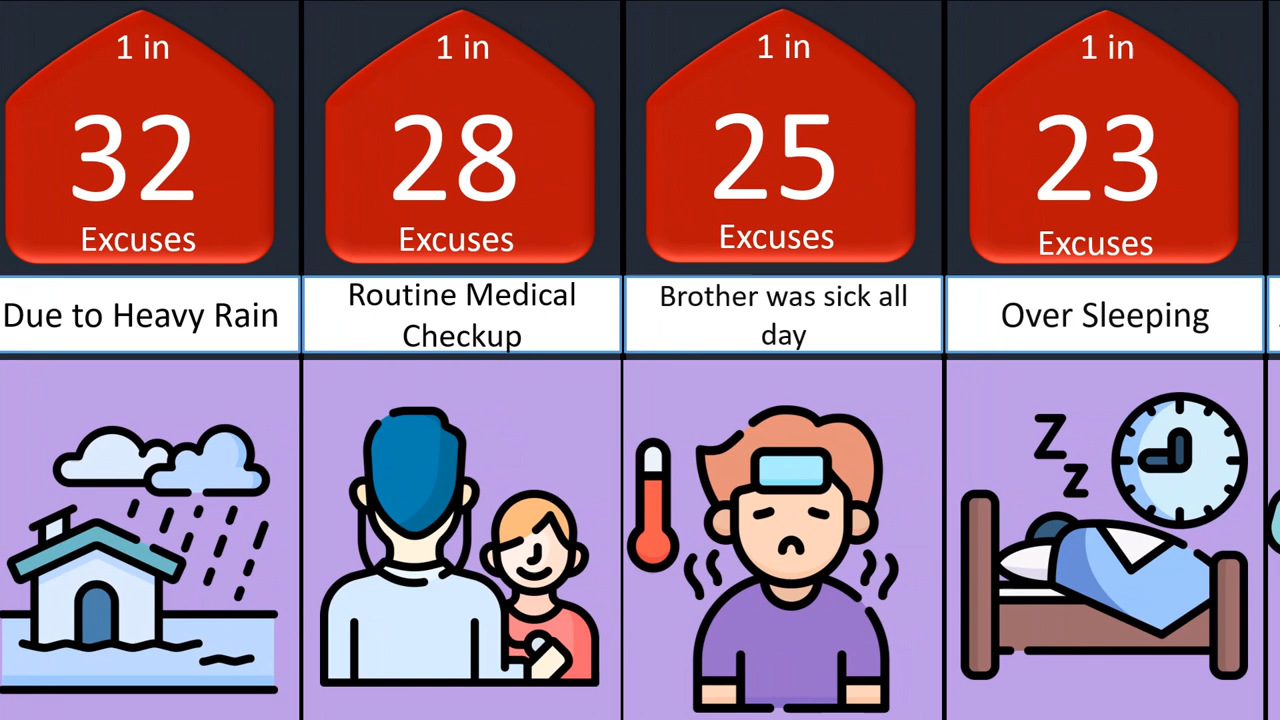 1 in
32
Excuses
Due to Heavy Rain
1 in
28
Excuses
Routine Medical
Checkup
1 in
25
Excuses
Brother was sick all
day
1 in
23
Excuses
Over Sleeping
Z
z